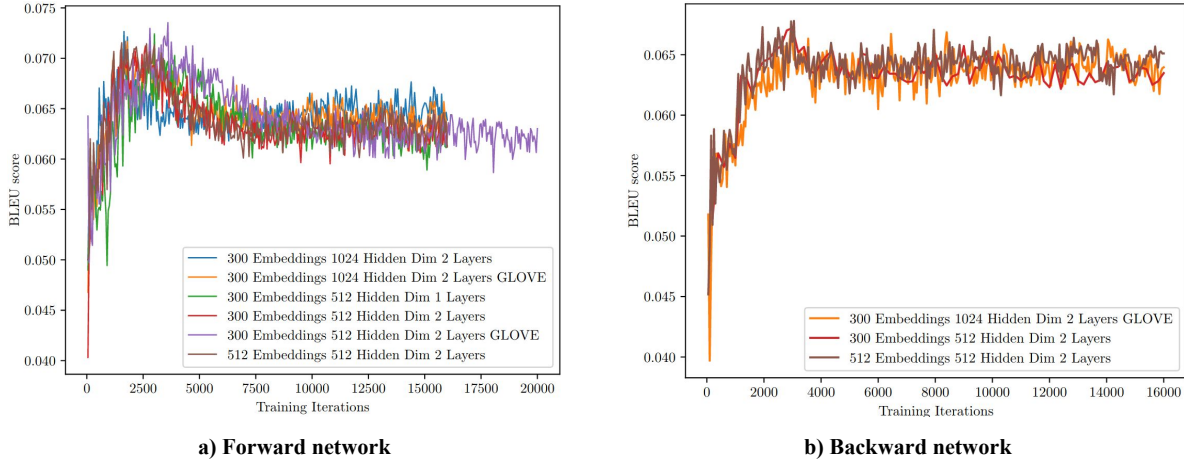 0.075
0.070
0.065
0.060
0.055
0.050
0.045
0.040
BLEU score
300 Embeddings 1024 Hidden Dim 2 Layers
300 Embeddings 1024 Hidden Dim 2 Layers GLOVE
300 Embeddings 512 Hidden Dim 1 Layers
300 Embeddings 512 Hidden Dim 2 Layers
300 Embeddings 512 Hidden Dim 2 Layers GLOVE
512 Embeddings 512 Hidden Dim 2 Layers
0 2500 5000 7500 10000 12500 15000 17500 20000
Training Iterations
a) Forward network
0.065
0.060
0.055
0.050
0.045
0.040
BLEU score
300 Embeddings 1024 Hidden Dim 2 Layers GLOVE
300 Embeddings 512 Hidden Dim 2 Layers
512 Embeddings 512 Hidden Dim 2 Layers
0 2000 4000 6000 8000 10000 12000 14000 16000
Training Iterations
b) Backward network